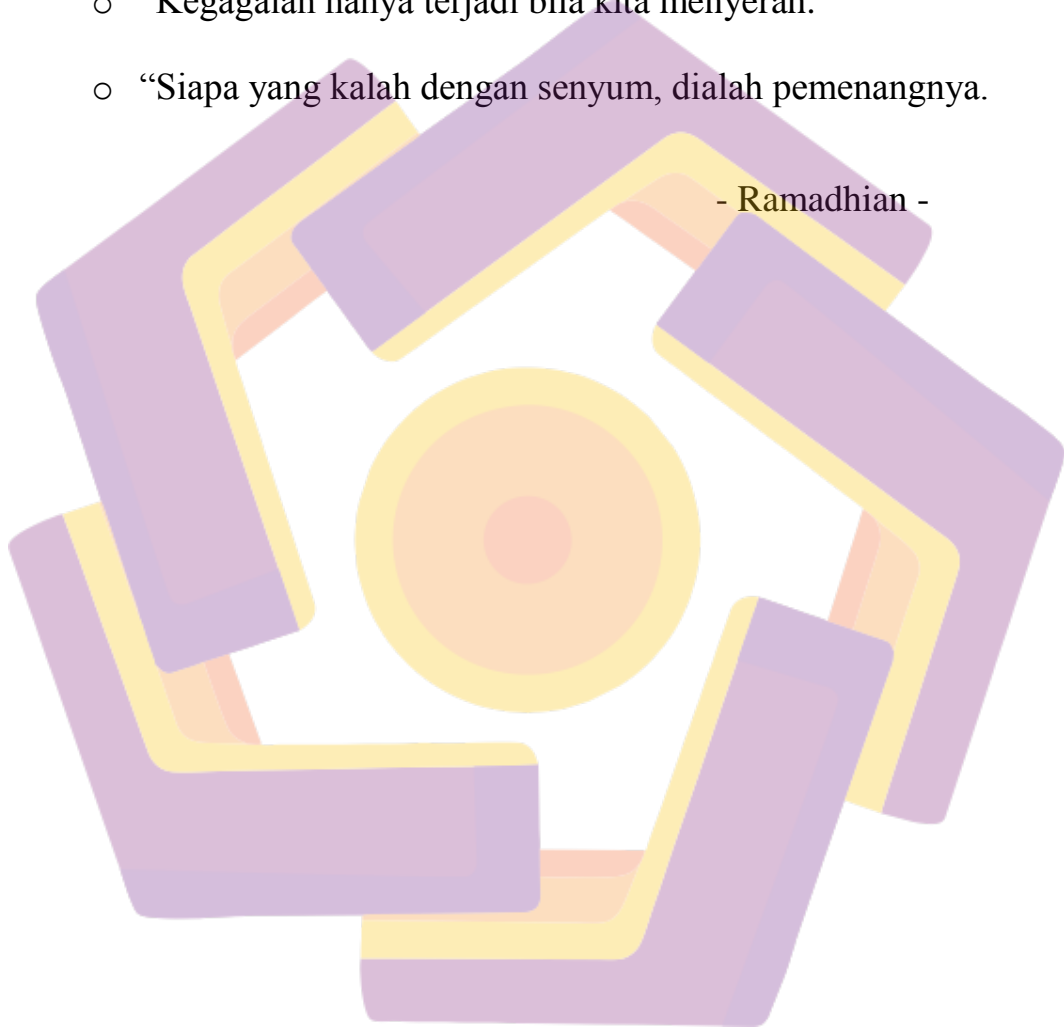 o “Kegagalan hanya terjadi bila kita menyerah.
o “Siapa yang kalah dengan senyum, dialah pemenangnya.
- Ramadhian -